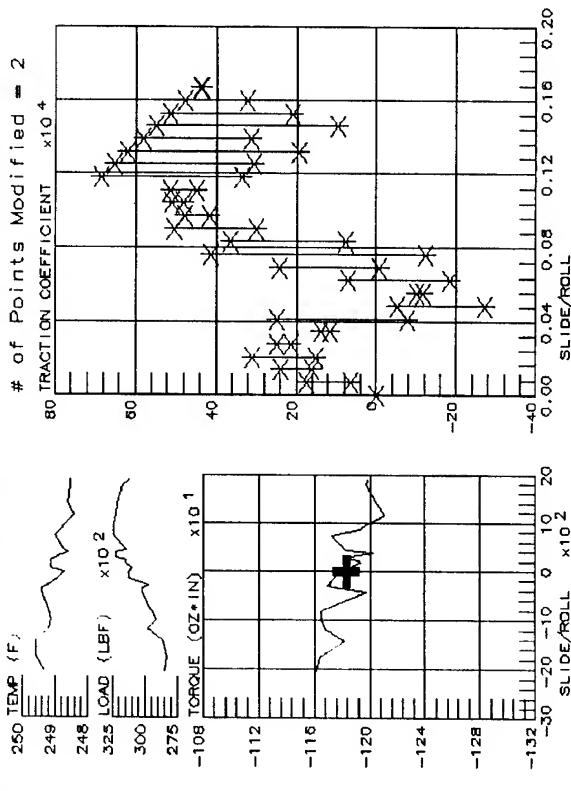 250 TEMP (F)
249
248
325 LOAD (LBF) x10 2
300
275
-108 TORQUE (OZ*IN) x10 1
-112
-116
-120
-124
-128
-132
-30 -20 -10 0 10 20
SLIDE/ROLL x10 2
# of Points Modified = 2
TRACTION COEFFICIENT x10 4
80
60
40
20
0
-20
-40
0.00 0.04 0.08 0.12 0.16 0.20
SLIDE/ROLL